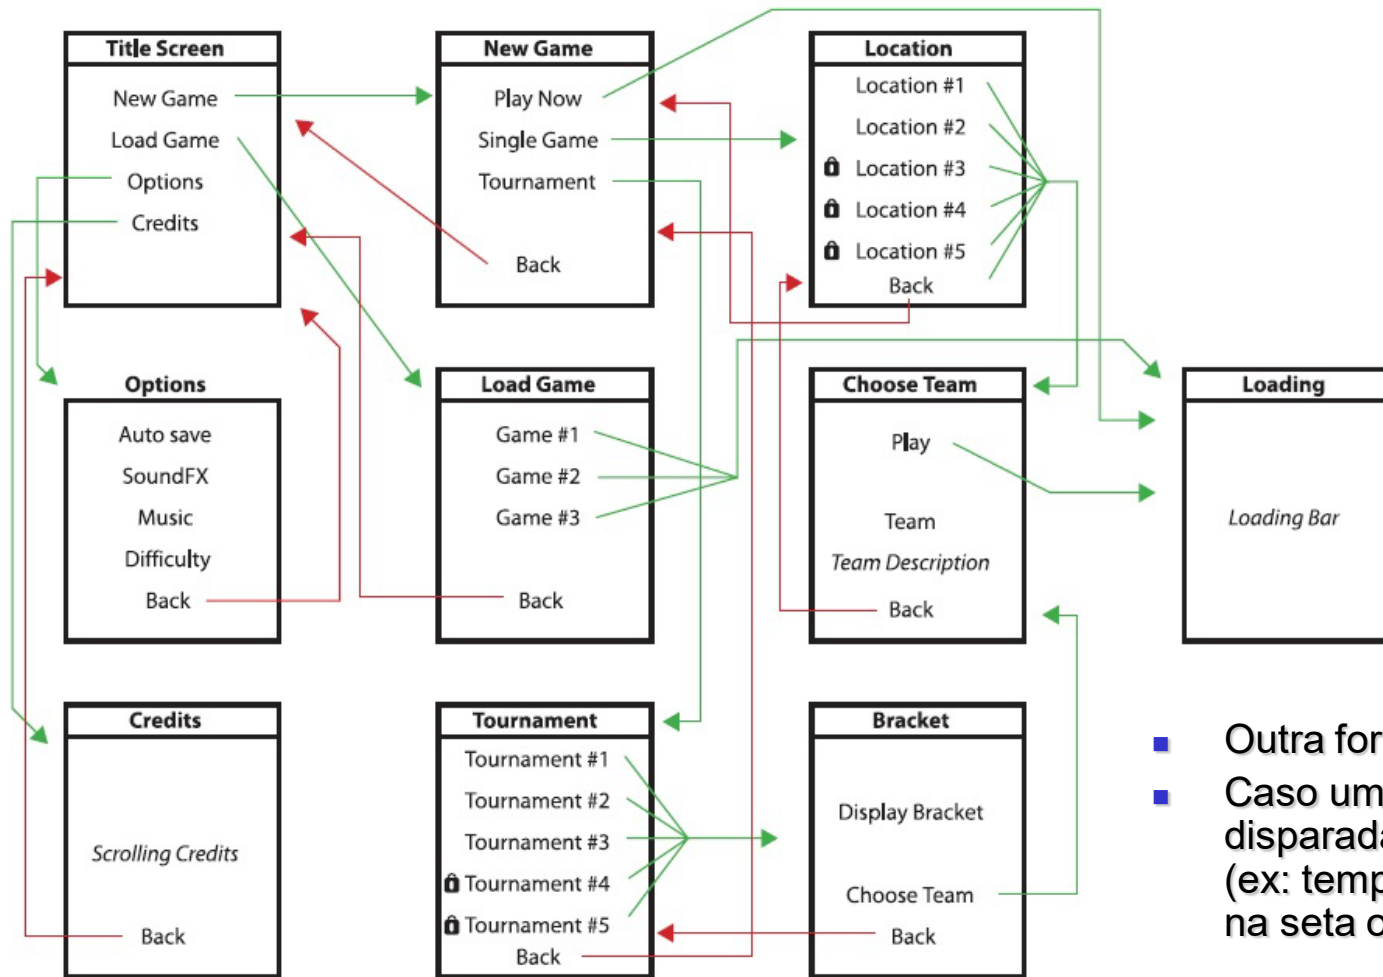 Title Screen
New Game
Load Game
Options
Credits
New Game
Play Now
Single Game
Tournament
Back
Location
Location #1
Location #2
Location #3
Location #4
Location #5
Back
Options
Auto save
SoundFX
Music
Difficulty
Back
Load Game
Game #1
Game #2
Game #3
Back
Choose Team
Play
Team
Team Description
Back
Loading
Loading Bar
Credits
Scrolling Credits
Back
Tournament
Tournament #1
Tournament #2
Tournament #3
Tournament #4
Tournament #5
Back
Bracket
Display Bracket
Choose Team
Back
Outra
Caso um
(ex:
na seta